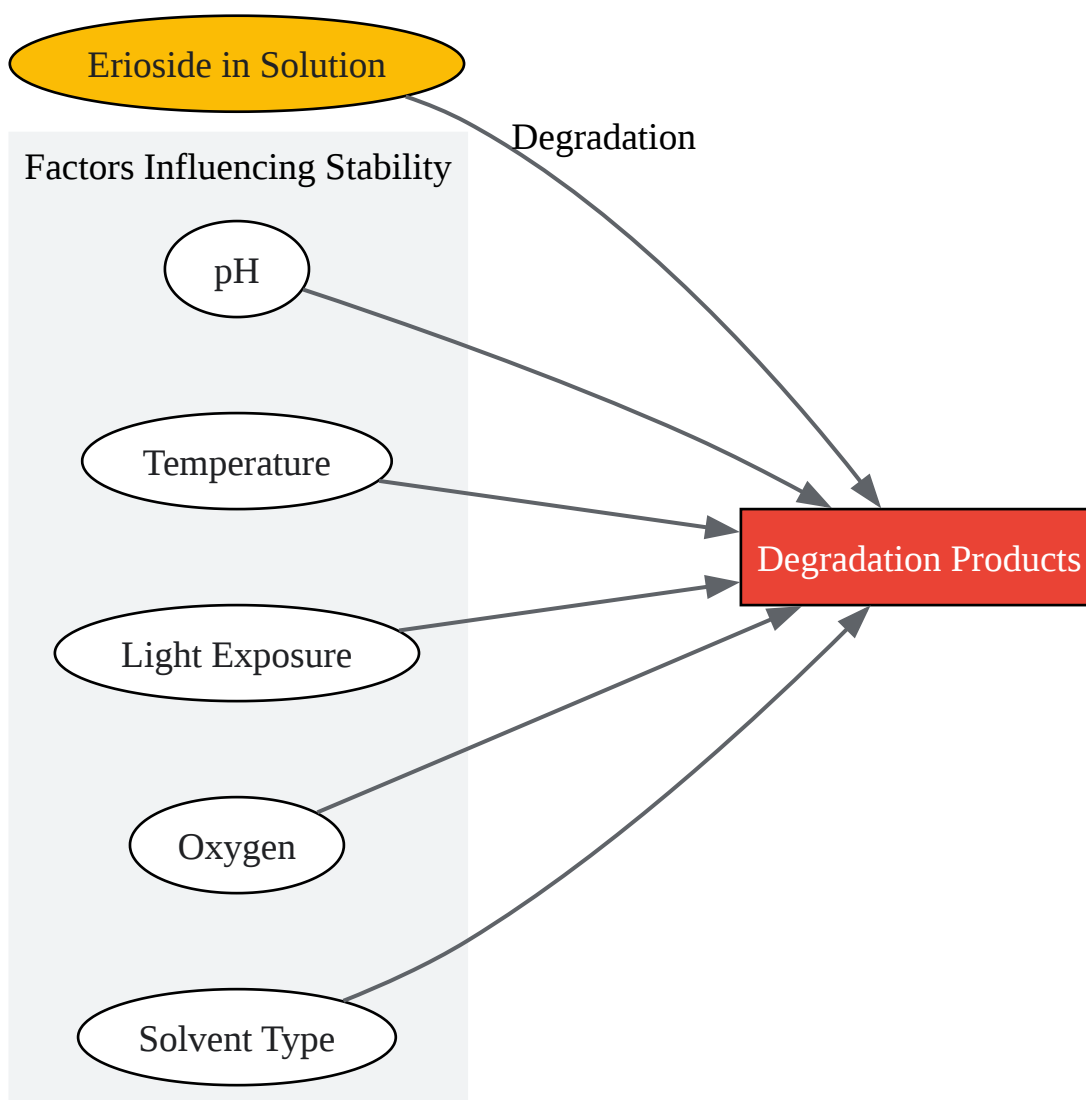 Erioside in Solution
Degradation
Factors Influencing Stability
pH
Temperature
Degradation Products
Light Exposure
Oxygen
Solvent Type